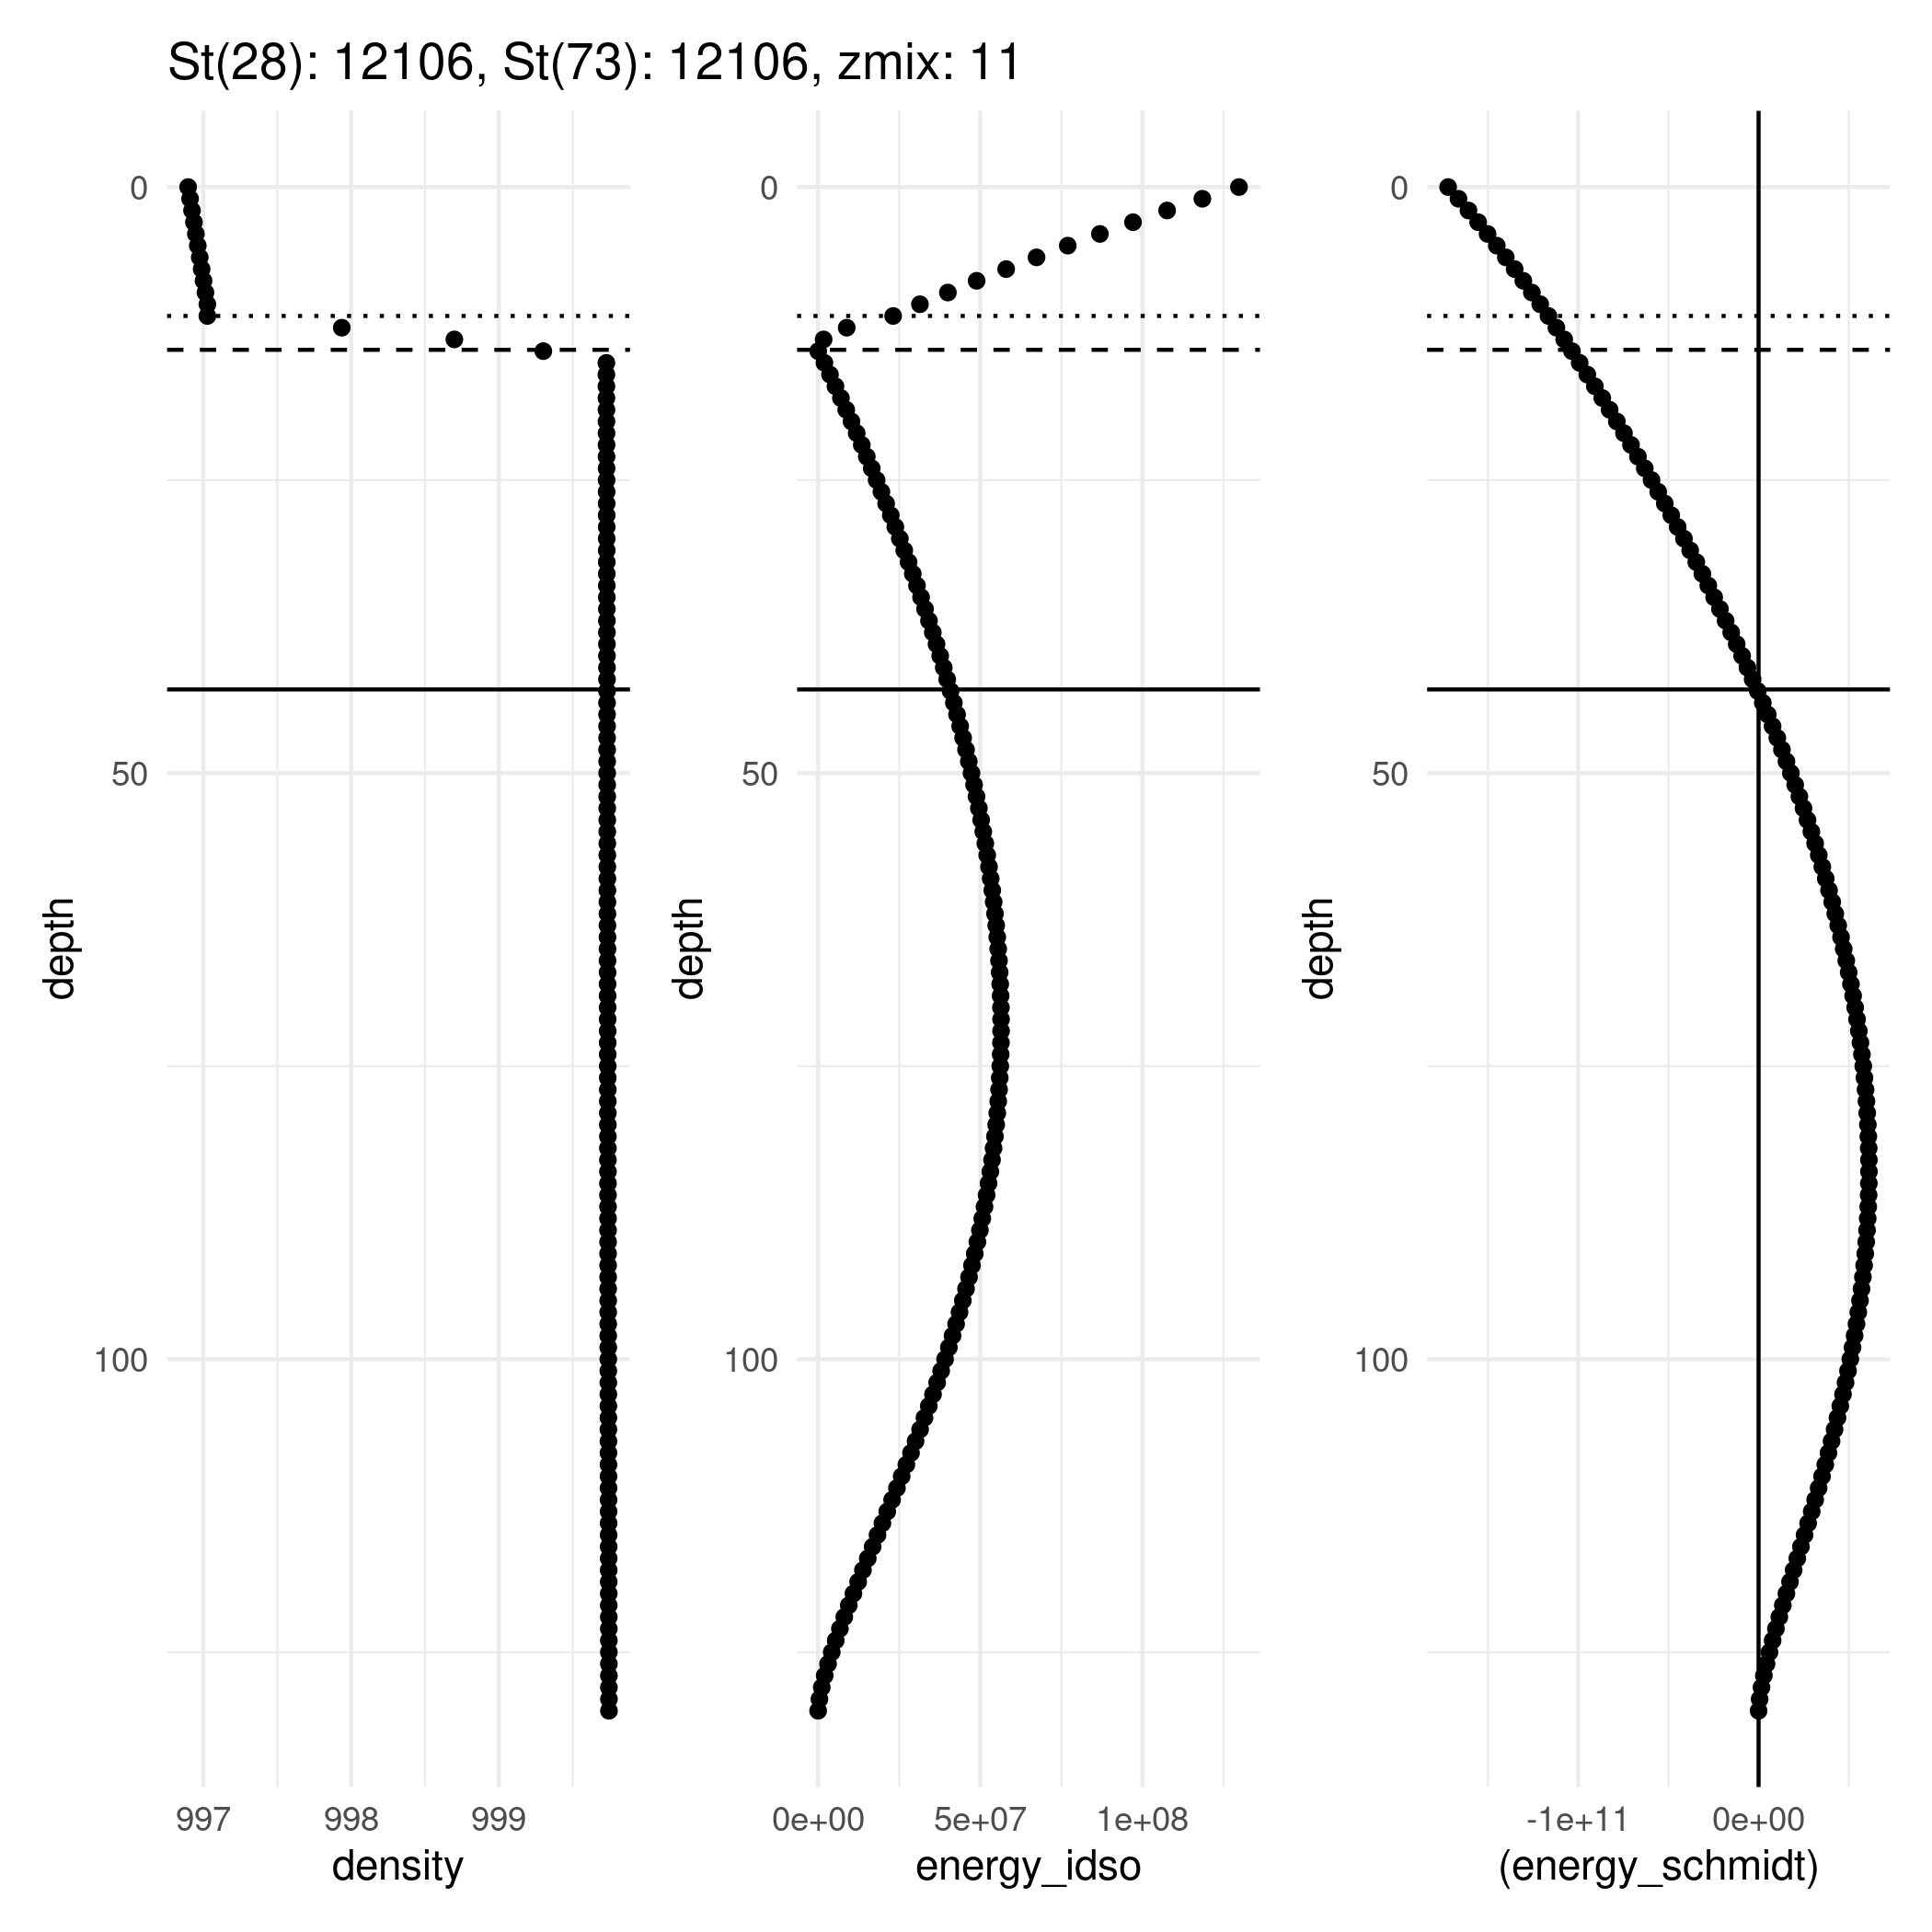 St(28): 12106, St(73): 12106, zmix: 11
0
50
100
depth
997 998 999
density
0
50
100
depth
0e+00 5e+07 1e+08
energy_idso
0
50
100
depth
-1e+11 0e+00
(energy_schmidt)